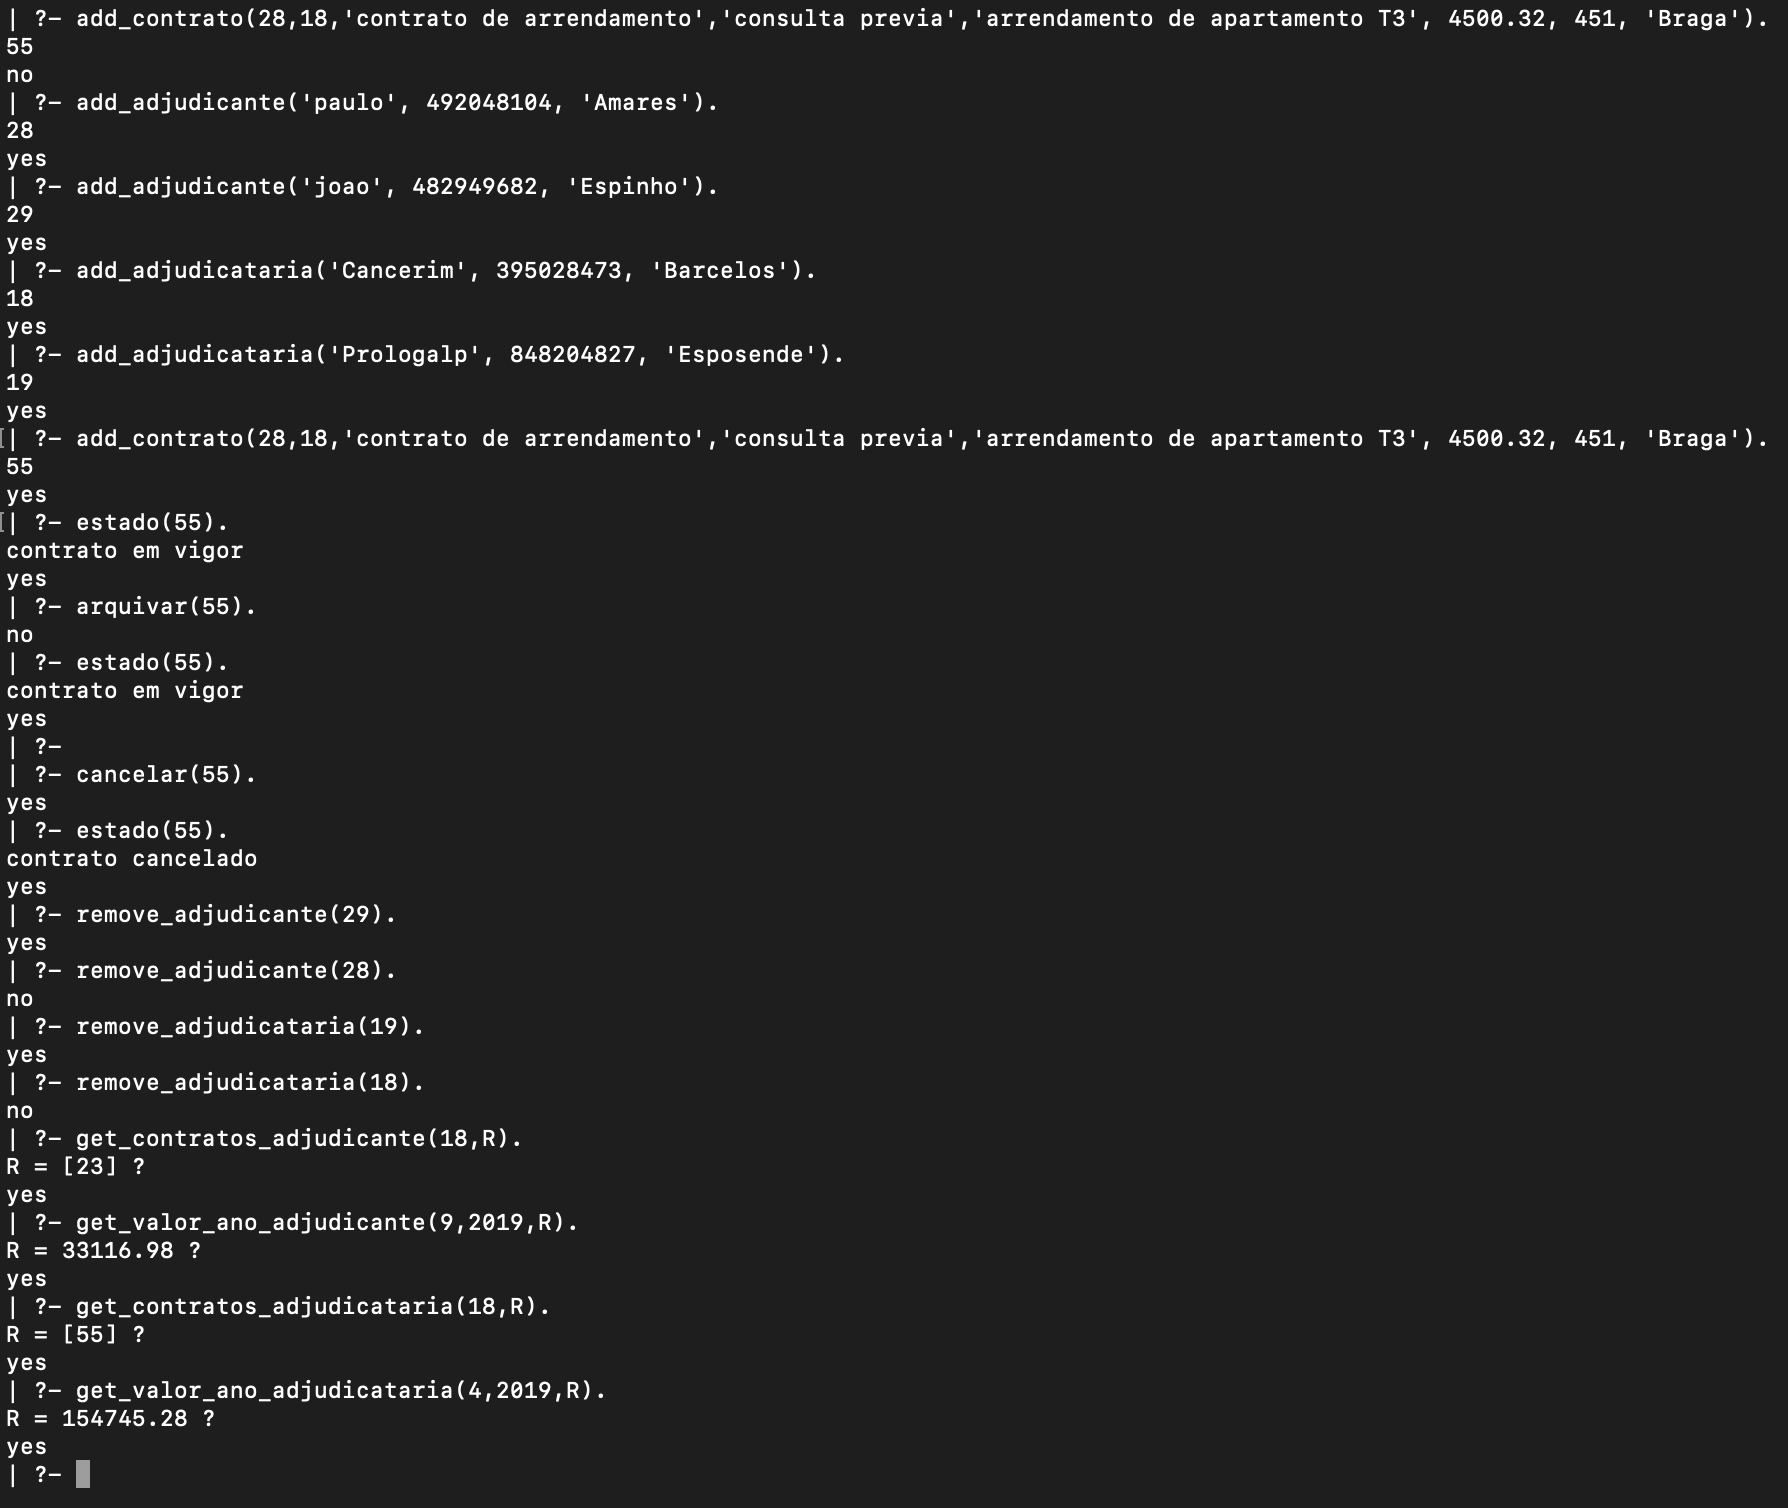 | ?- add_contrato(28,18,'contrato de arrendamento','consulta previa','arrendamento de apartamento T3', 4500.32, 451, 'Braga').
55
no
| ?- add_adjudicante('paulo', 492048104, 'Amares').
28
yes
| ?- add_adjudicante('joao', 482949682, 'Espinho').
29
yes
| ?- add_adjudicataria('Cancerim', 395028473, 'Barcelos').
18
yes
| ?- add_adjudicataria('Prologalp', 848204827, 'Esposende').
19
yes
| ?- add_contrato(28,18,'contrato de arrendamento','consulta previa','arrendamento de apartamento T3', 4500.32, 451, 'Braga').
55
yes
| ?- estado(55).
contrato em vigor
yes
| ?- arquivar(55).
no
| ?- estado(55).
contrato em vigor
yes
| ?-
| ?- cancelar(55).
yes
| ?- estado(55).
contrato cancelado
yes
| ?- remove_adjudicante(29).
yes
| ?- remove_adjudicante(28).
no
| ?- remove_adjudicataria(19).
yes
| ?- remove_adjudicataria(18).
no
| ?- get_contratos_adjudicante(18,R).
R = [23] ?
yes
| ?- get_valor_ano_adjudicante(9,2019,R).
R = 33116.98 ?
yes
| ?- get_contratos_adjudicataria(18,R).
R = [55] ?
yes
| ?- get_valor_ano_adjudicataria(4,2019,R).
R = 154745.28 ?
yes
| ?-